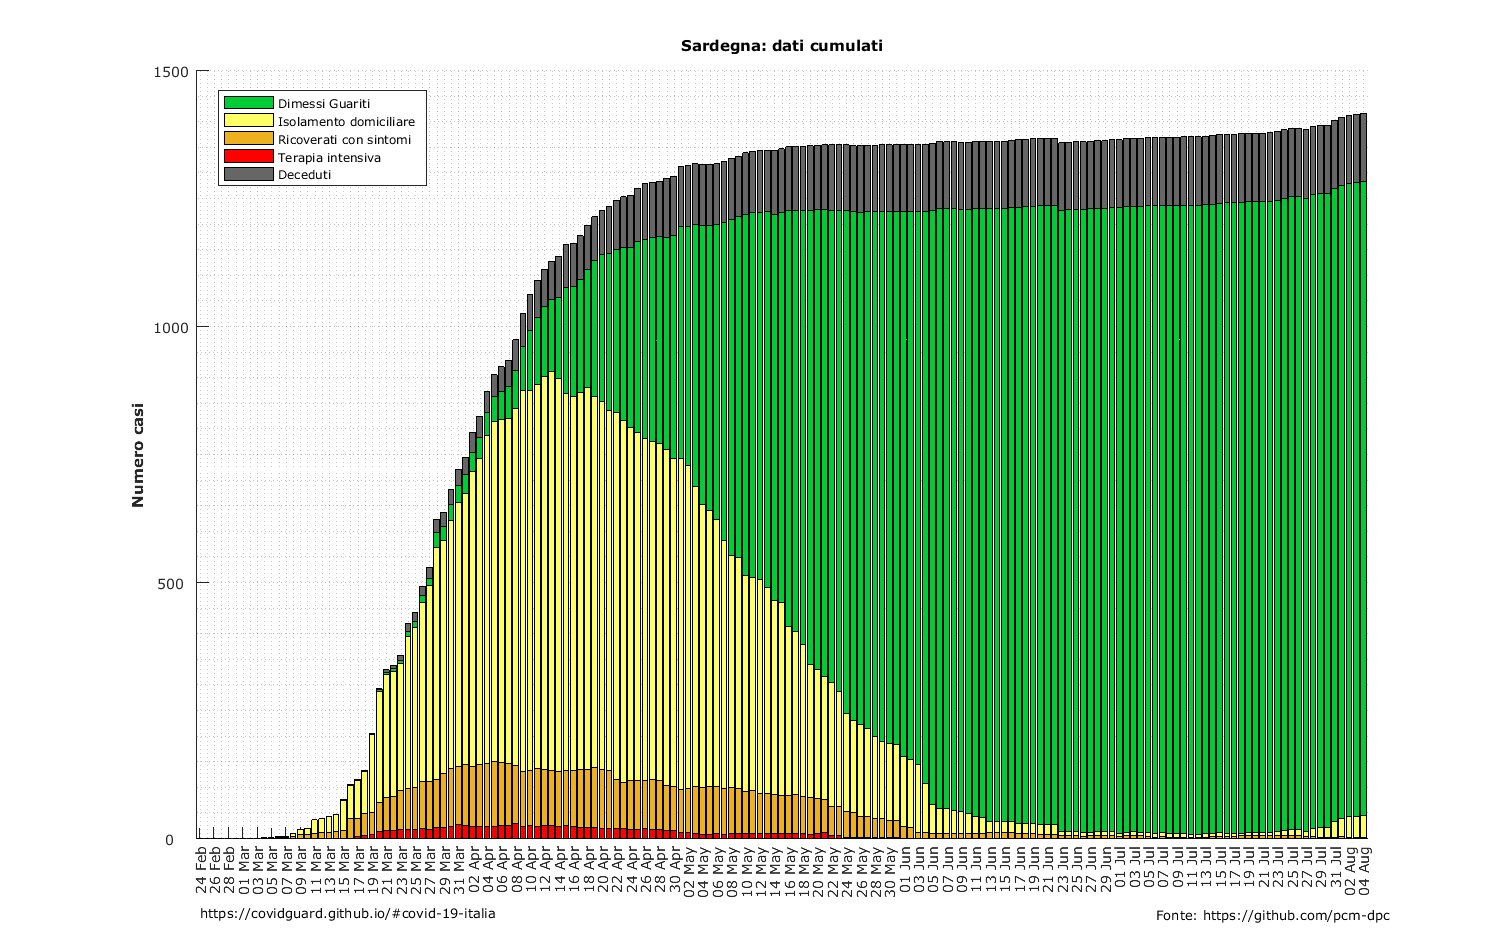 Sardegna: dati cumulati
1500
1000
500
0
Numero casi
Dimessi Guariti
Isolamento domiciliare
Ricoverati con sintomi
Terapia intensiva
Deceduti
24 Feb
26 Feb
28 Feb
01 Mar
03 Mar
05 Mar
07 Mar
09 Mar
11 Mar
13 Mar
15 Mar
17 Mar
19 Mar
21 Mar
23 Mar
25 Mar
27 Mar
29 Mar
31 Mar
02 Apr
04 Apr
06 Apr
08 Apr
10 Apr
12 Apr
14 Apr
16 Apr
18 Apr
20 Apr
22 Apr
24 Apr
26 Apr
28 Apr
30 Apr
02 May
04 May
06 May
08 May
10 May
12 May
14 May
16 May
18 May
20 May
22 May
24 May
26 May
28 May
30 May
01 Jun
03 Jun
05 Jun
07 Jun
09 Jun
11 Jun
13 Jun
15 Jun
17 Jun
19 Jun
21 Jun
23 Jun
25 Jun
27 Jun
29 Jun
01 Jul
03 Jul
05 Jul
07 Jul
09 Jul
11 Jul
13 Jul
15 Jul
17 Jul
19 Jul
21 Jul
23 Jul
25 Jul
27 Jul
29 Jul
31 Jul
02 Aug
04 Aug
https://covidguard.github.io/#covid-19-italia
Fonte: https://github.com/pcm-dpc